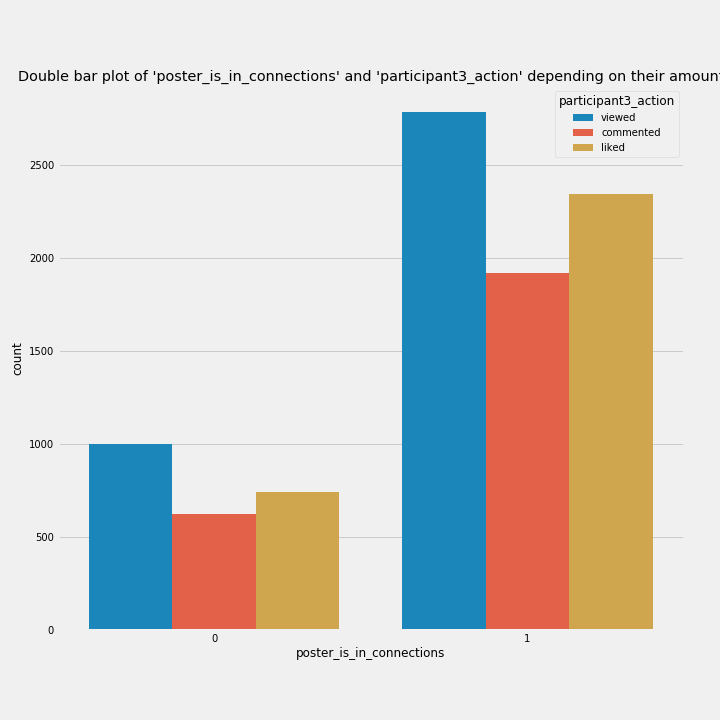 Double bar plot of 'poster_is_in_connections' and 'participant3_action' depending on their amount
participant3_action
viewed
commented
liked
2500
2000
1500
1000
500
0
count
0
1
poster_is_in_connections